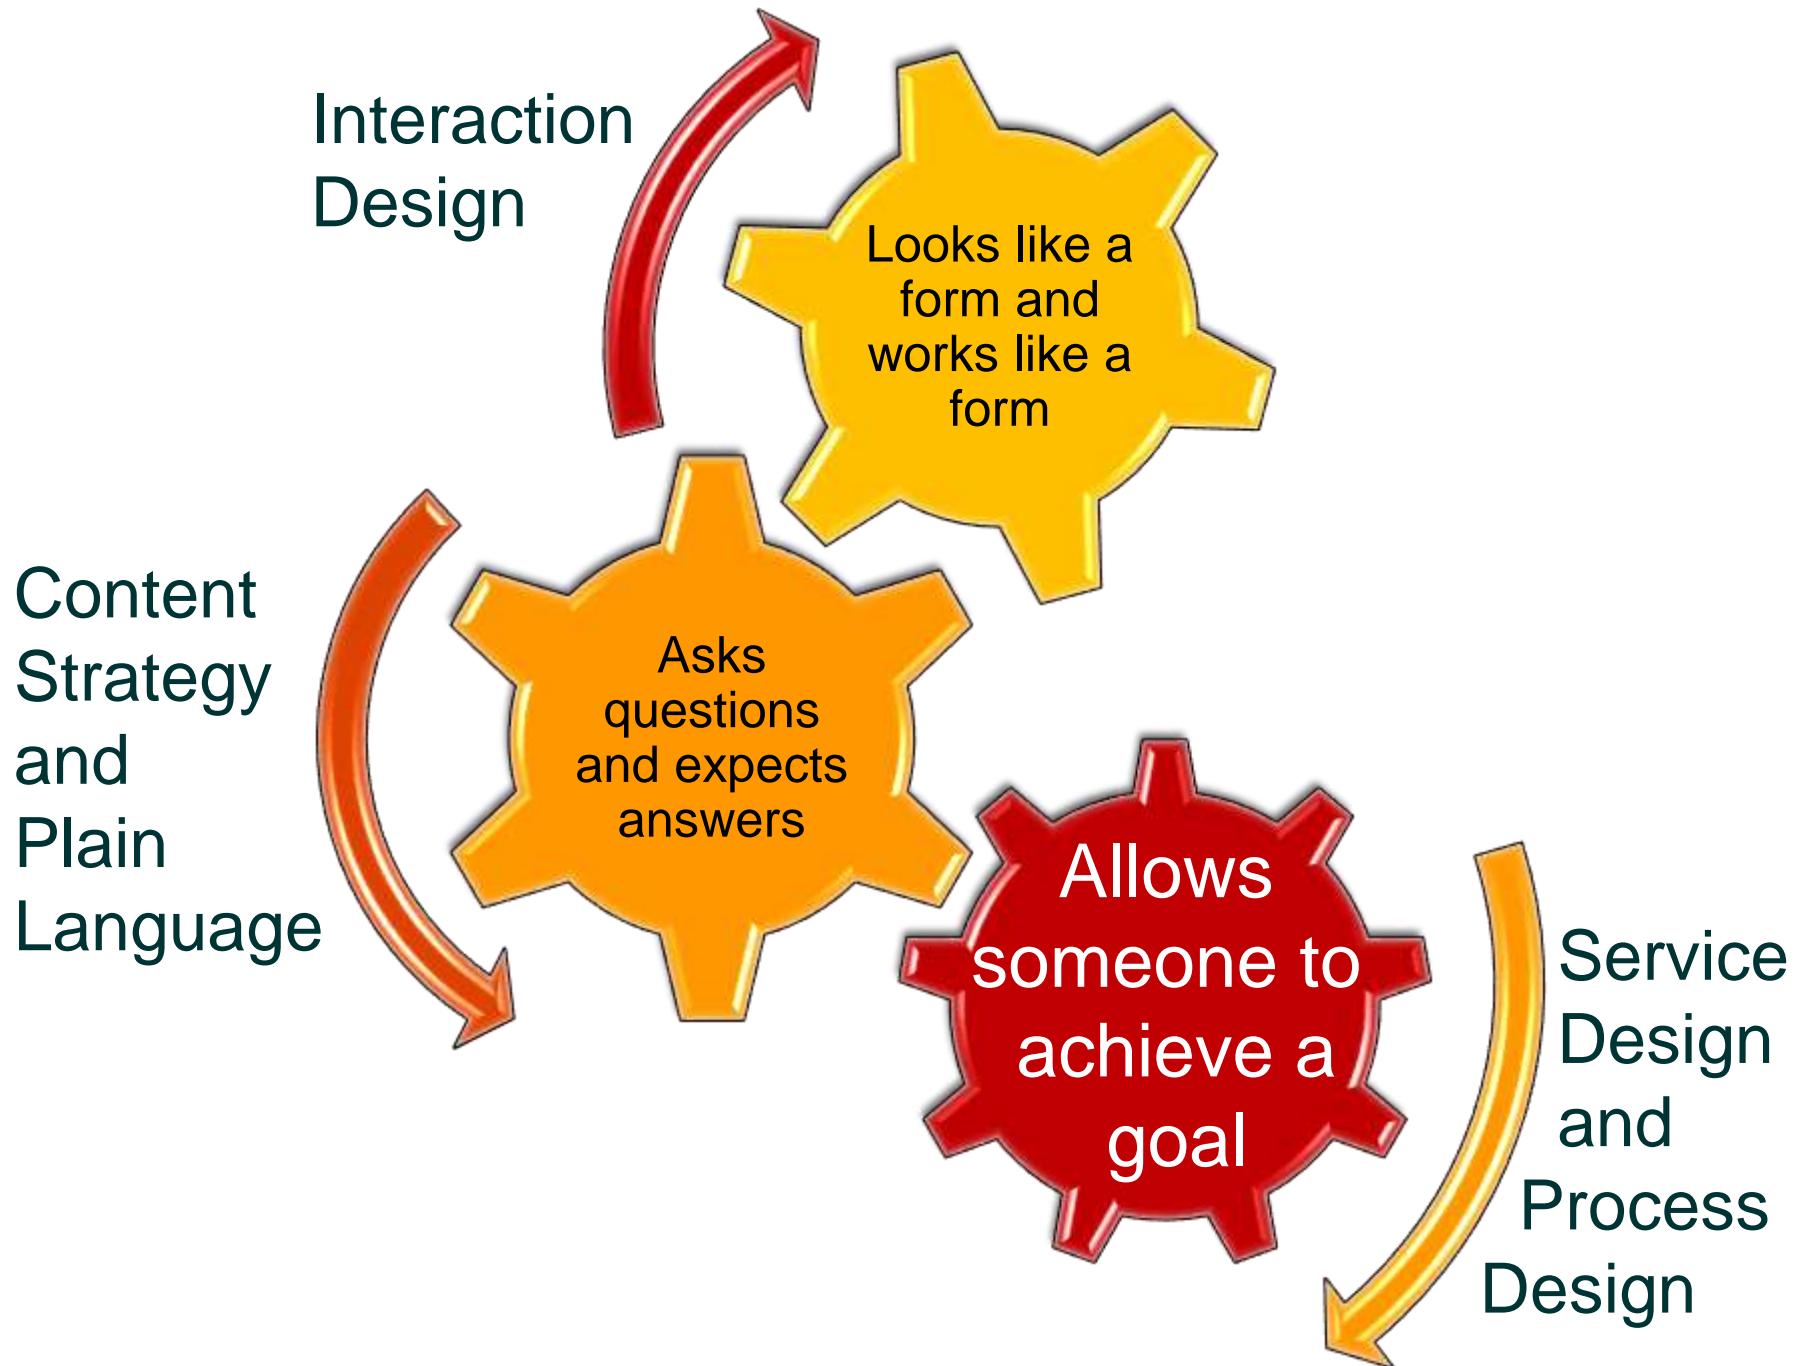 Interaction
Design
Looks like a
form and
works like a
form
Content
Strategy
and
Plain
Language
Asks
questions
and expects
answers
Allows
someone to
achieve a
goal
Service
Design
and
Process
Design